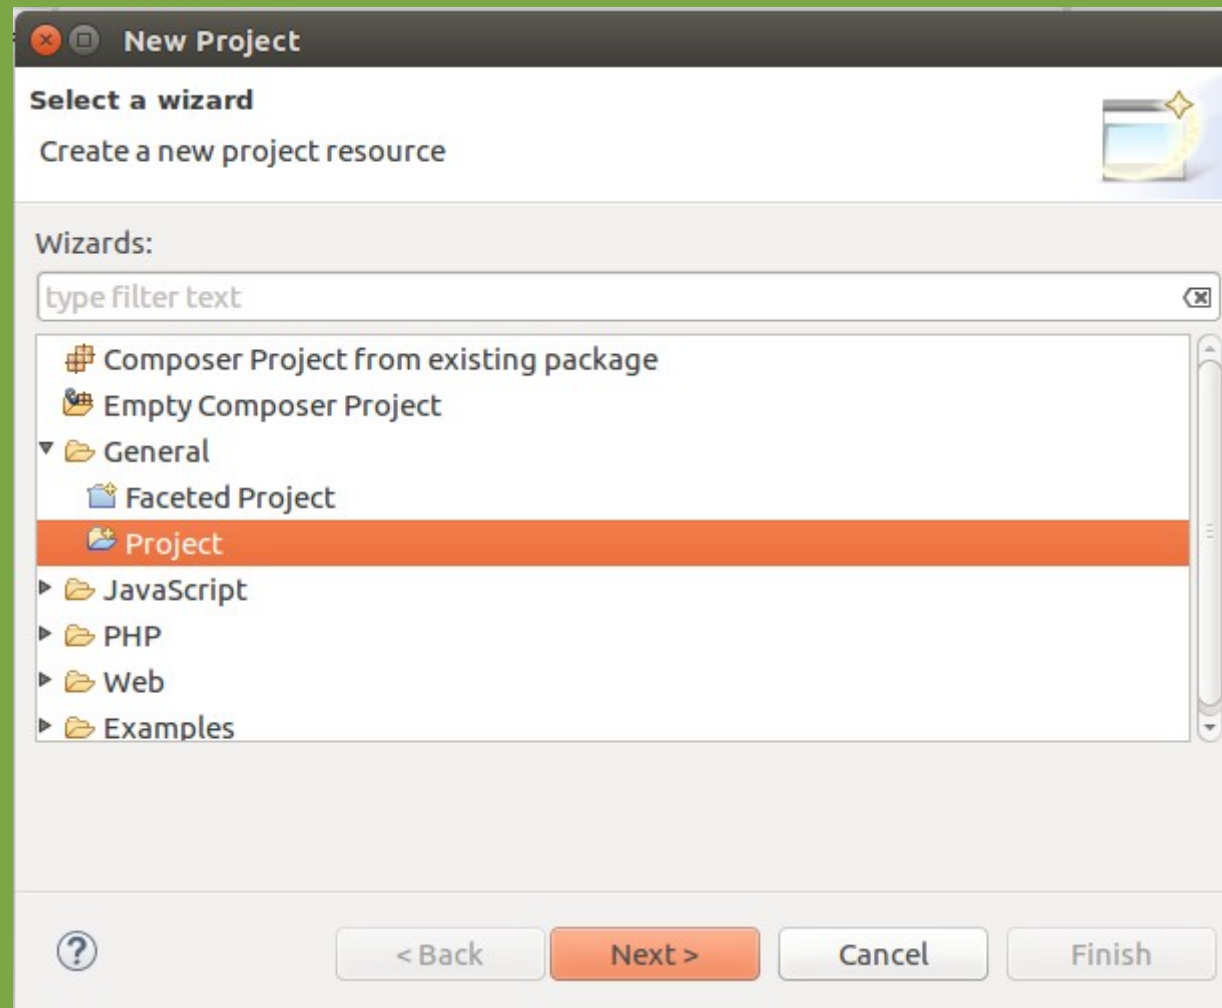 New Project
Select a wizard
Create a new project resource
Wizards:
type filter text
Composer Project from existing package
Empty Composer Project
General
Faceted Project
Project
JavaScript
PHP
Web
Examples
< Back Next > Cancel Finish